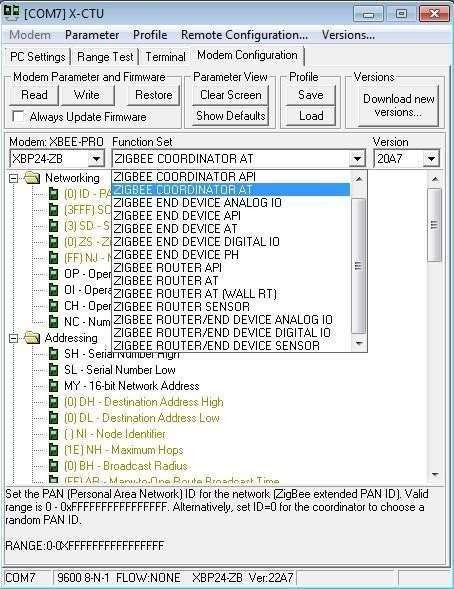 [COM7] X-CTU
Modem Parameter Profile Remote Configuration... Versions...
PC Settings Range Test Terminal Modem Configuration
Modem Parameter and Firmware Parameter View Profile Versions
Read Write Restore Clear Screen Save Download new
versions...
Always Update Firmware Show Defaults Load
Modem: XBEE-PRO Function Set Version
XBP24-ZB ZIGBEE COORDINATOR AT 20A7
Networking
ZIGBEE COORDINATOR API
ZIGBEE COORDINATOR AT
ZIGBEE END DEVICE ANALOG IO
ZIGBEE END DEVICE API
ZIGBEE END DEVICE AT
ZIGBEE END DEVICE DIGITAL IO
ZIGBEE END DEVICE PH
ZIGBEE ROUTER API
ZIGBEE ROUTER AT
ZIGBEE ROUTER AT (WALL RT)
ZIGBEE ROUTER SENSOR
ZIGBEE ROUTER/END DEVICE ANALOG IO
ZIGBEE ROUTER/END DEVICE DIGITAL IO
ZIGBEE ROUTER/END DEVICE SENSOR
(0) ID - PA
(3FFF) SC
(3) SD - S
(0) ZS - Z
(FF) NJ - N
OP - Oper
OI - Opera
CH - Oper
NC - Num
Addressing
SH - Serial Number High
SL - Serial Number Low
MY - 16-bit Network Address
(0) DH - Destination Address High
(0) DL - Destination Address Low
( ) NI - Node Identifier
(1E) NH - Maximum Hops
(0) BH - Broadcast Radius
(FF) AR - Many-to-One Route Broadcast Time
Set the PAN (Personal Area Network) ID for the network (ZigBee extended PAN ID). Valid
range is 0 - 0xFFFFFFFFFFFFFFFF. Alternatively, set ID=0 for the coordinator to choose a
random PAN ID.
RANGE:0-0XFFFFFFFFFFFFFFFF
COM7 9600 8-N-1 FLOW:NONE XBP24-ZB Ver:22A7